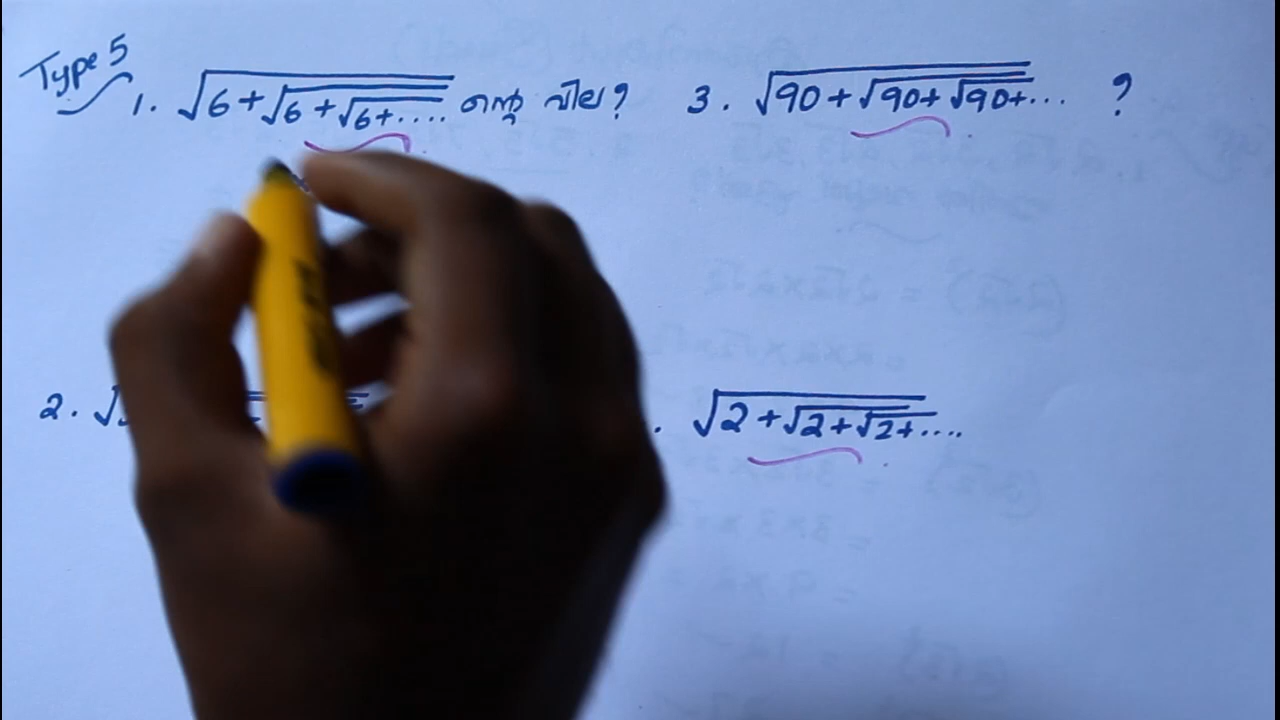 Type 5
1. √6+√6+√6+.... ന്റെ വില?
3. √90+√90+√90+... ?
2. √
. √2+√2+√2+....